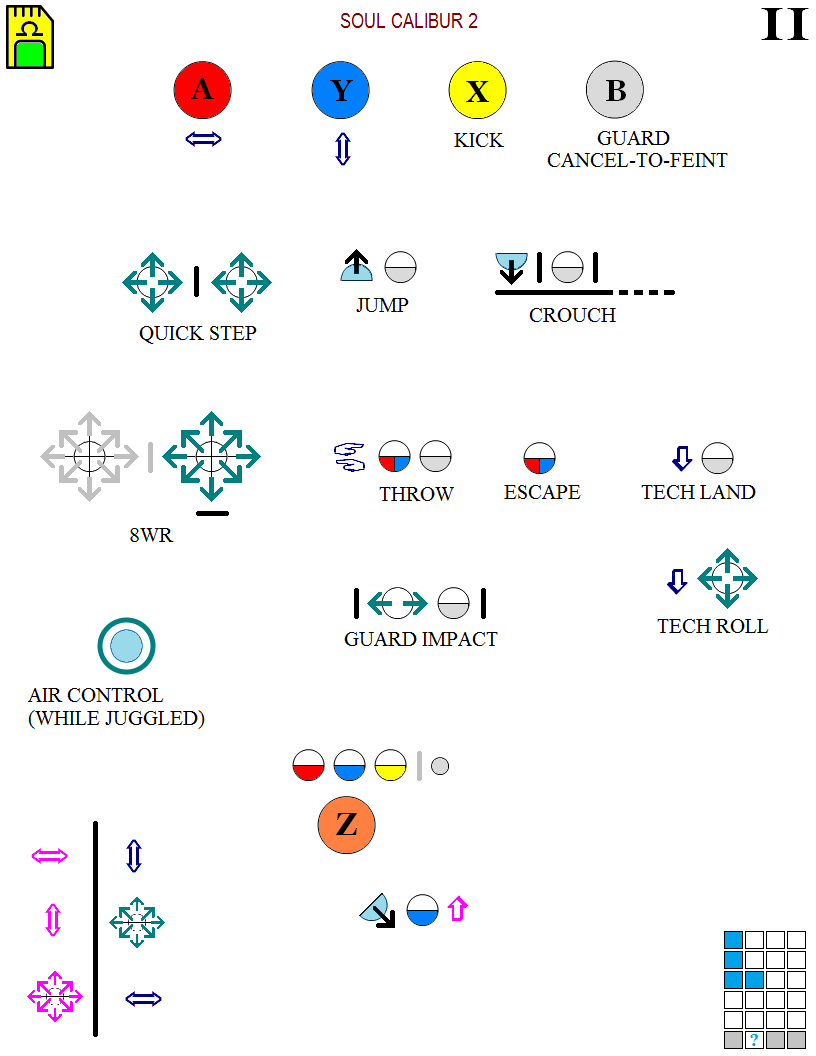 SOUL CALIBUR 2
II
A
Y
X
B
KICK
GUARD
CANCEL-TO-FEINT
QUICK STEP
JUMP
CROUCH
8WR
THROW
ESCAPE
TECH LAND
GUARD IMPACT
TECH ROLL
AIR CONTROL
(WHILE JUGGLED)
Z
?